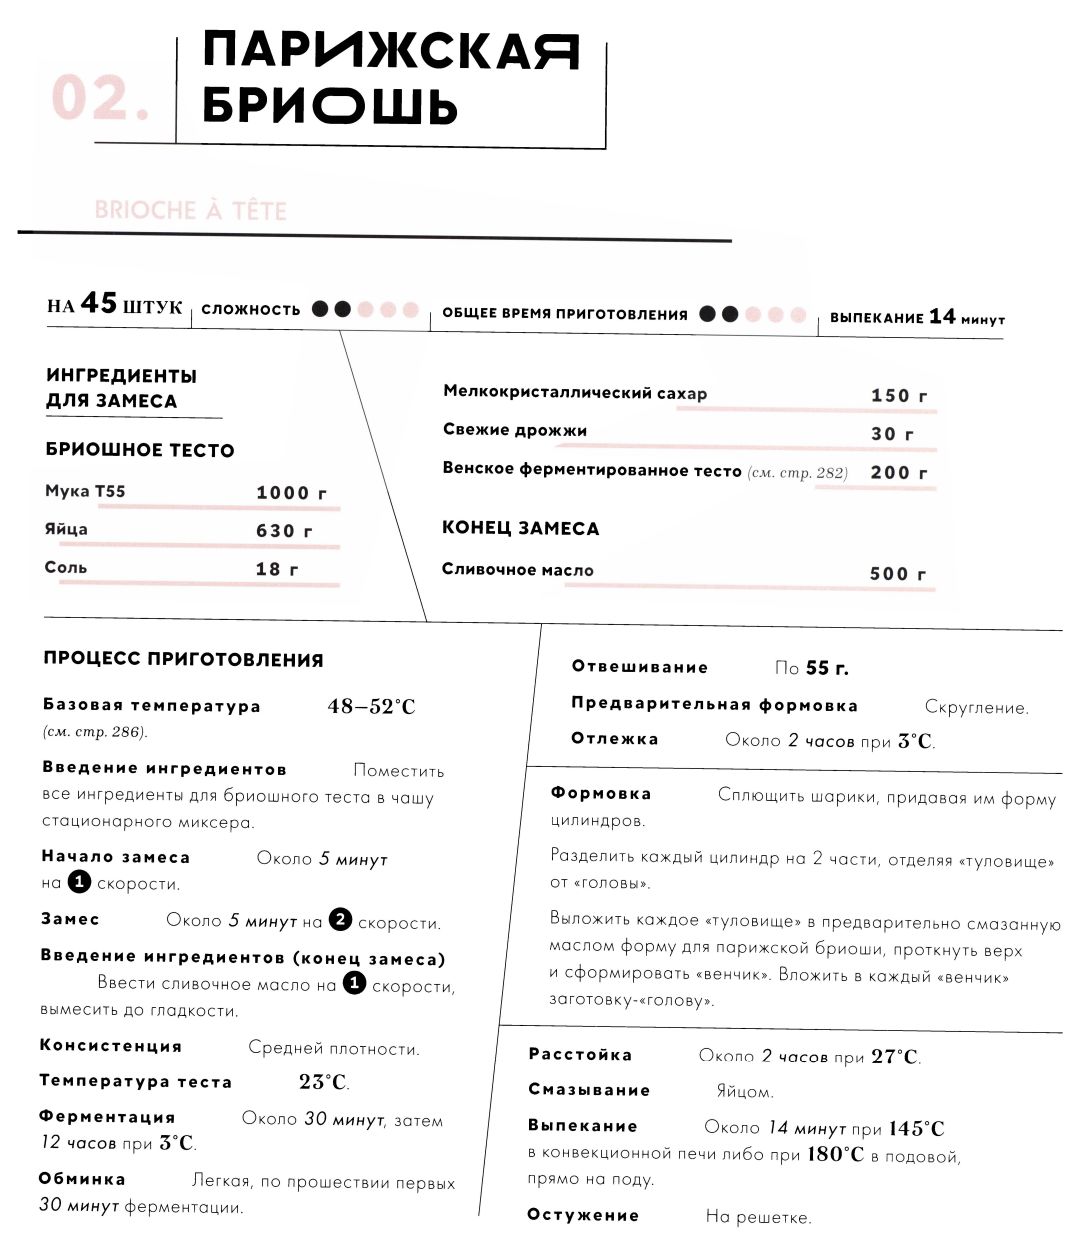 02.
ПАРИЖСКАЯ
БРИОШЬ
BRIOCHE À TÊTE
НА 45 ШТУК
СЛОЖНОСТЬ
ОБЩЕЕ ВРЕМЯ ПРИГОТОВЛЕНИЯ
ВЫПЕКАНИЕ 14 минут
ИНГРЕДИЕНТЫ
ДЛЯ ЗАМЕСА
БРИОШНОЕ ТЕСТО
Мука Т55 1000 г
Яйца 630 г
Соль 18 г
Мелкокристаллический сахар 150 г
Свежие дрожжи 30 г
Венское ферментированное тесто (см. стр. 282) 200 г
КОНЕЦ ЗАМЕСА
Сливочное масло 500 г
ПРОЦЕСС ПРИГОТОВЛЕНИЯ
Базовая температура 48–52°C
(см. стр. 286).
Введение ингредиентов Поместить
все ингредиенты для бриошного теста в чашу
стационарного миксера.
Начало замеса Около 5 минут
на 1 скорости.
Замес Около 5 минут на 2 скорости.
Введение ингредиентов (конец замеса)
Ввести сливочное масло на 1 скорости,
вымесить до гладкости.
Консистенция Средней плотности.
Температура теста 23°C.
Ферментация Около 30 минут, затем
12 часов при 3°C.
Обминка Легкая, по прошествии первых
30 минут ферментации.
Отвешивание По 55 г.
Предварительная формовка Скругление.
Отлежка Около 2 часов при 3°C.
Формовка Сплющить шарики, придавая им форму
цилиндров.
Разделить каждый цилиндр на 2 части, отделяя «туловище»
от «головы».
Выложить каждое «туловище» в предварительно смазанную
маслом форму для парижской бриоши, проткнуть верх
и сформировать «венчик». Вложить в каждый «венчик»
заготовку-«голову».
Расстойка Около 2 часов при 27°C.
Смазывание Яйцом.
Выпекание Около 14 минут при 145°C
в конвекционной печи либо при 180°C в подовой,
прямо на поду.
Остужение На решетке.